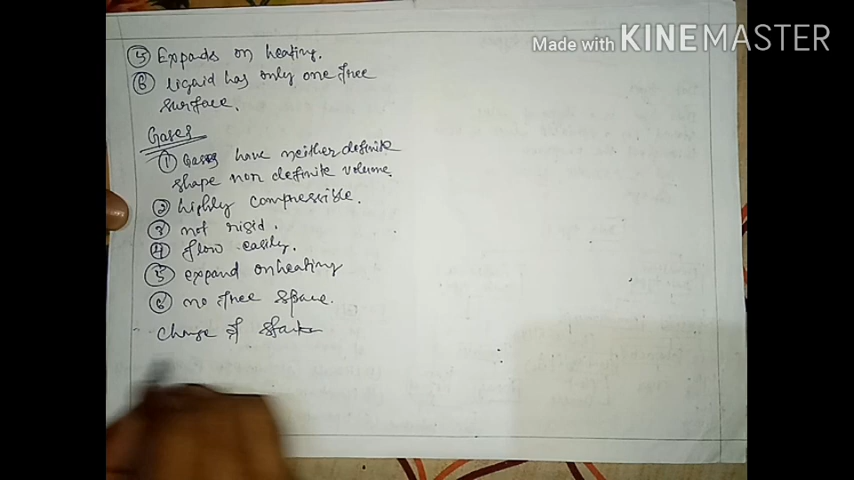 Made with KINEMASTER
⑤ Expands on heating.
⑥ liquid has only one free
surface.
Gases
① Gases have neither definite
shape non definite volume.
② highly compressible.
③ not rigid.
④ flow easily.
⑤ expand on heating
⑥ no free space.
Change of state